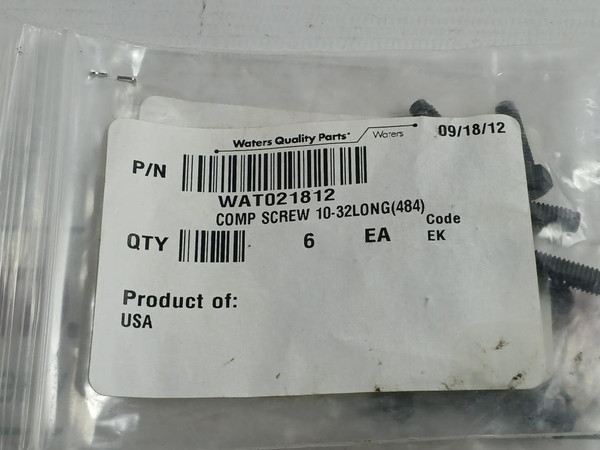 Waters Quality Parts® Waters 09/18/12
P/N
WAT021812
COMP SCREW 10-32LONG(484)
QTY 6 EA Code
EK
Product of:
USA